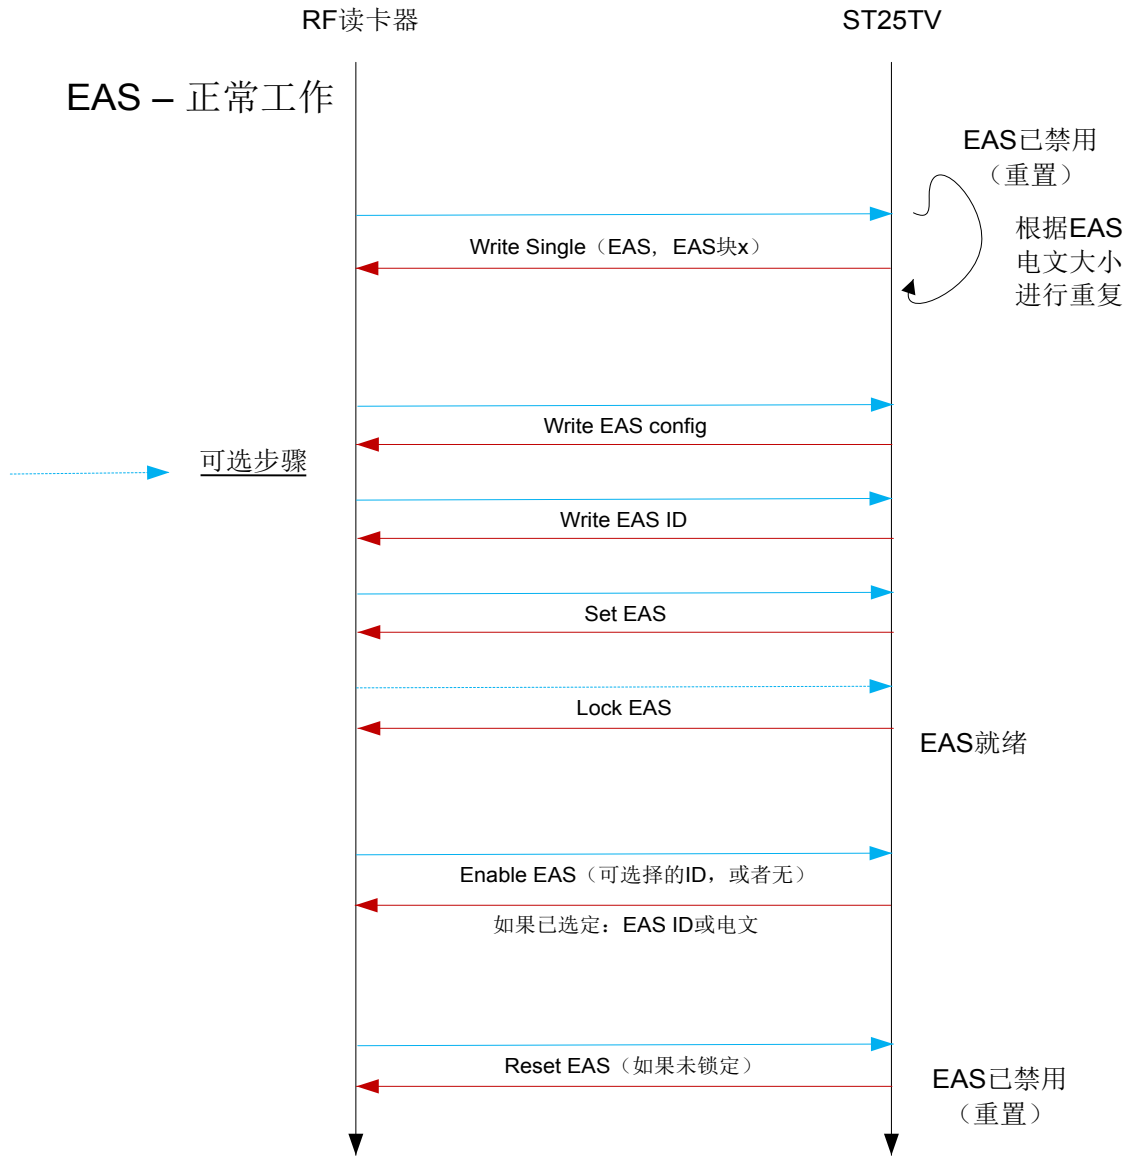 RF读卡器
ST25TV
EAS – 正常工作
EAS已禁用
（重置）
根据EAS
电文大小
进行重复
Write Single（EAS，EAS块x）
Write EAS config
可选步骤
Write EAS ID
Set EAS
Lock EAS
EAS就绪
Enable EAS（可选择的ID，或者无）
如果已选定：EAS ID或电文
Reset EAS（如果未锁定）
EAS已禁用
（重置）